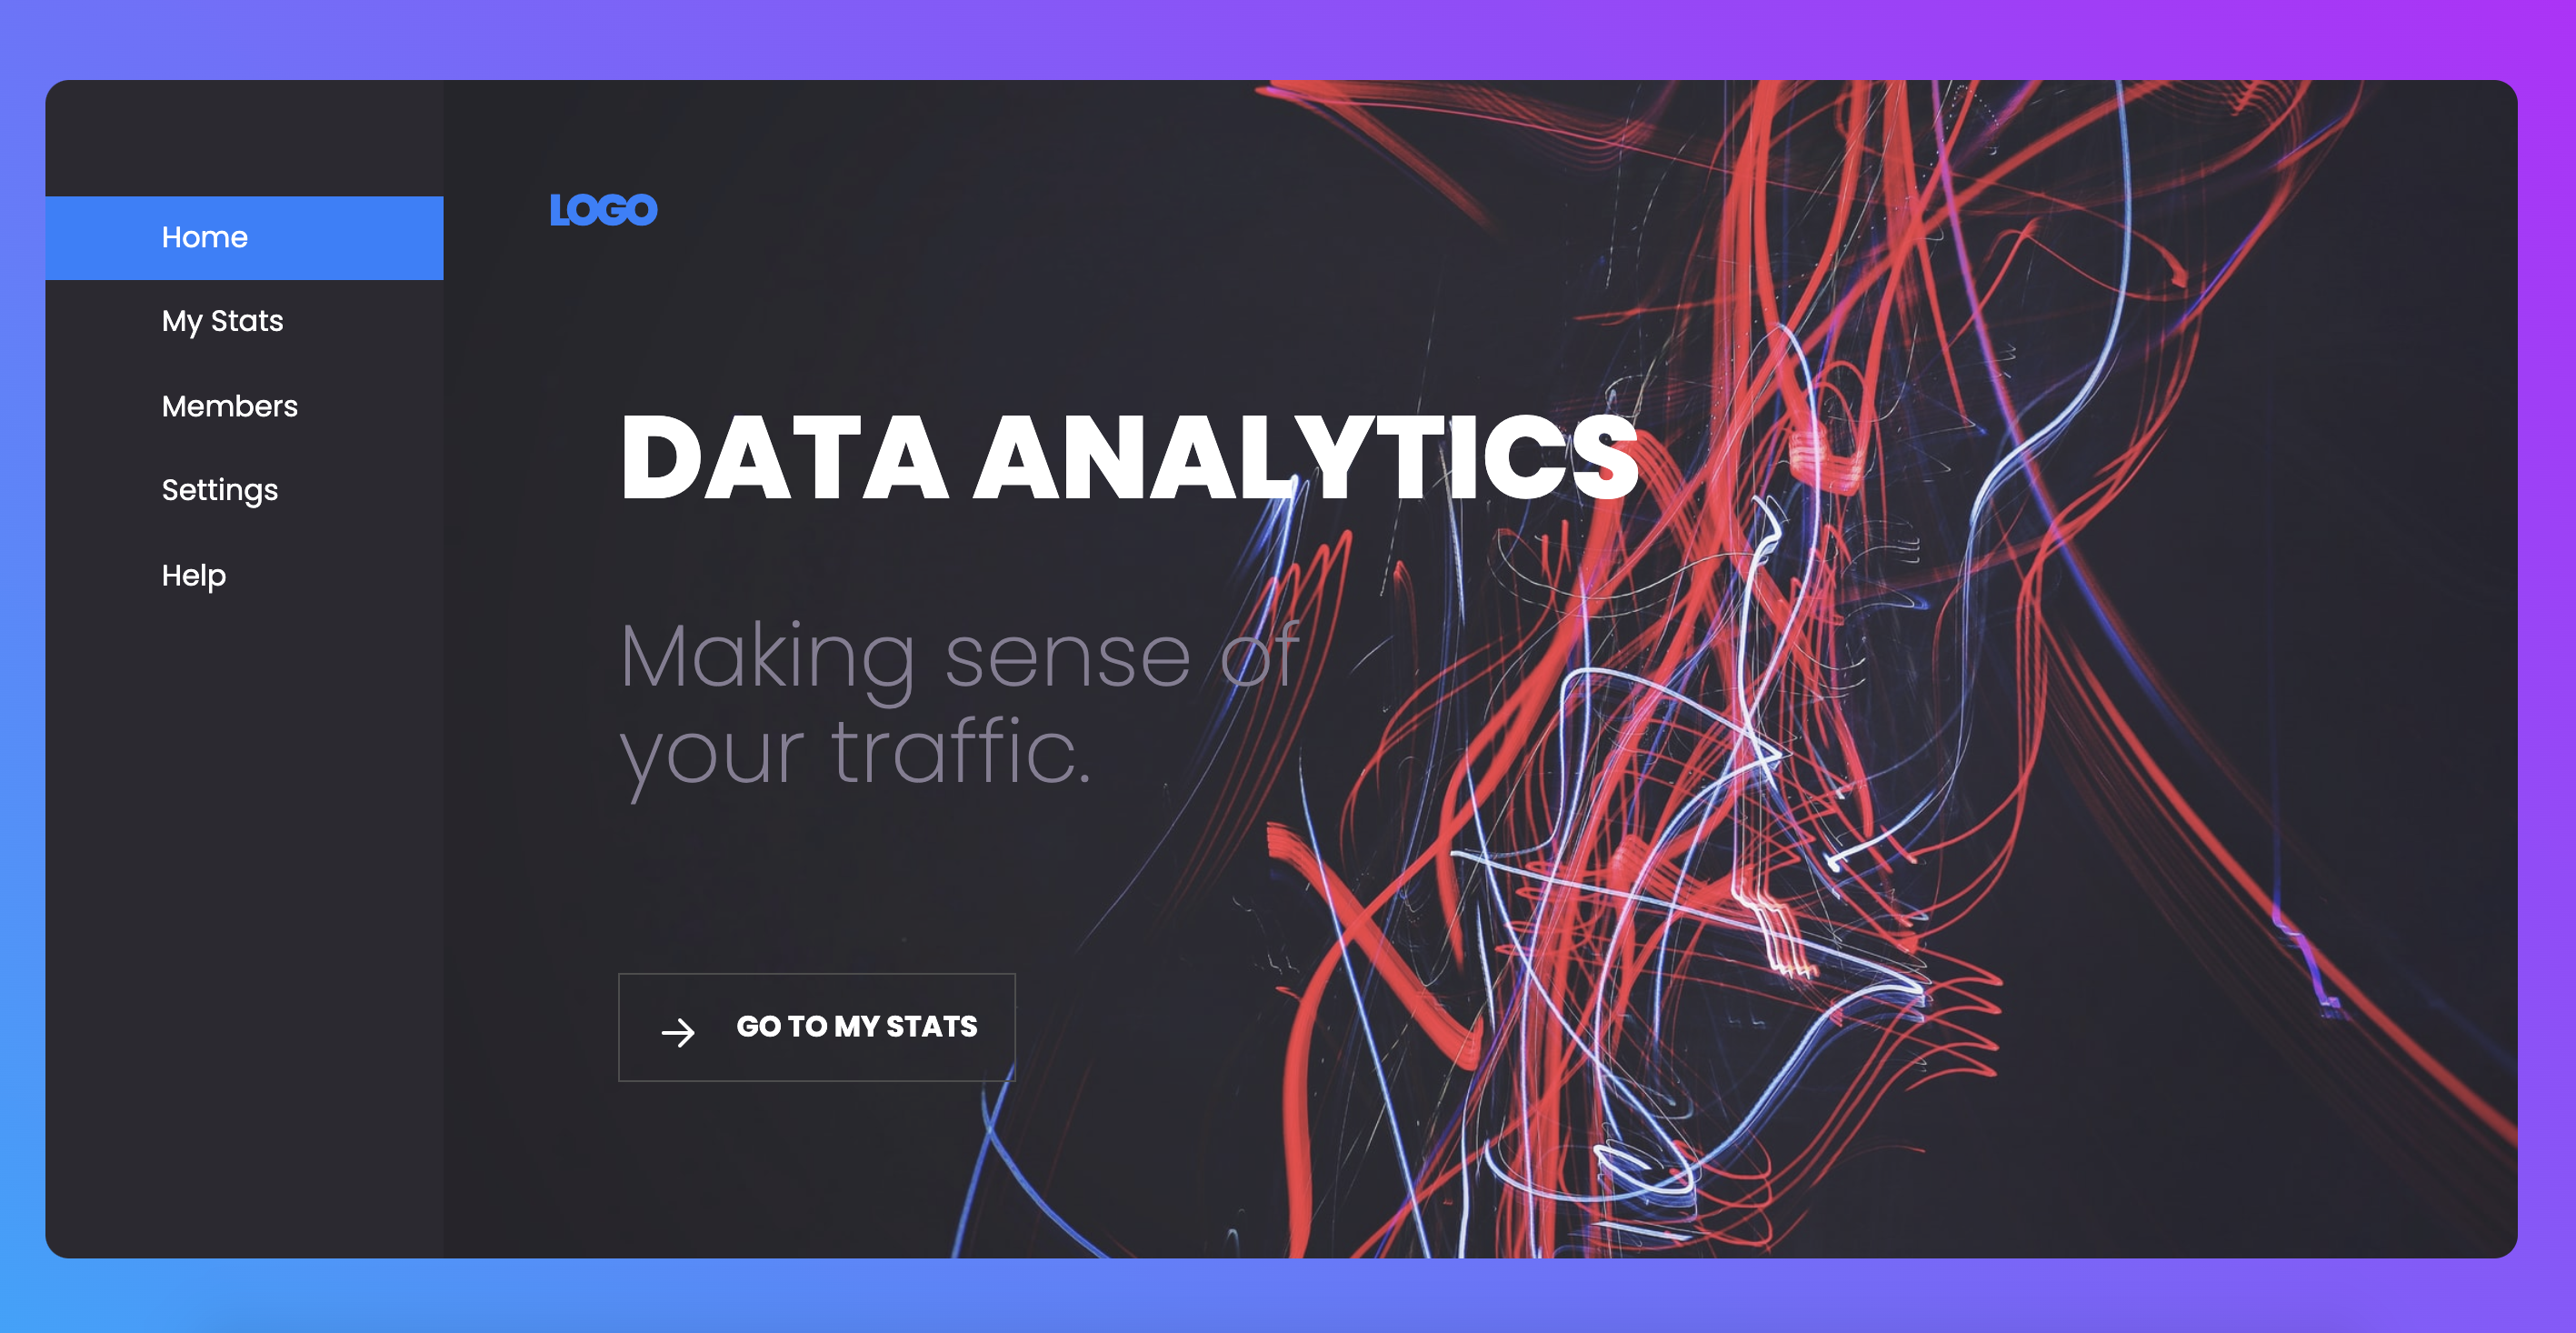 Home
My Stats
Members
Settings
Help
LOGO
DATA ANALYTICS
Making sense of
your traffic.
GO TO MY STATS